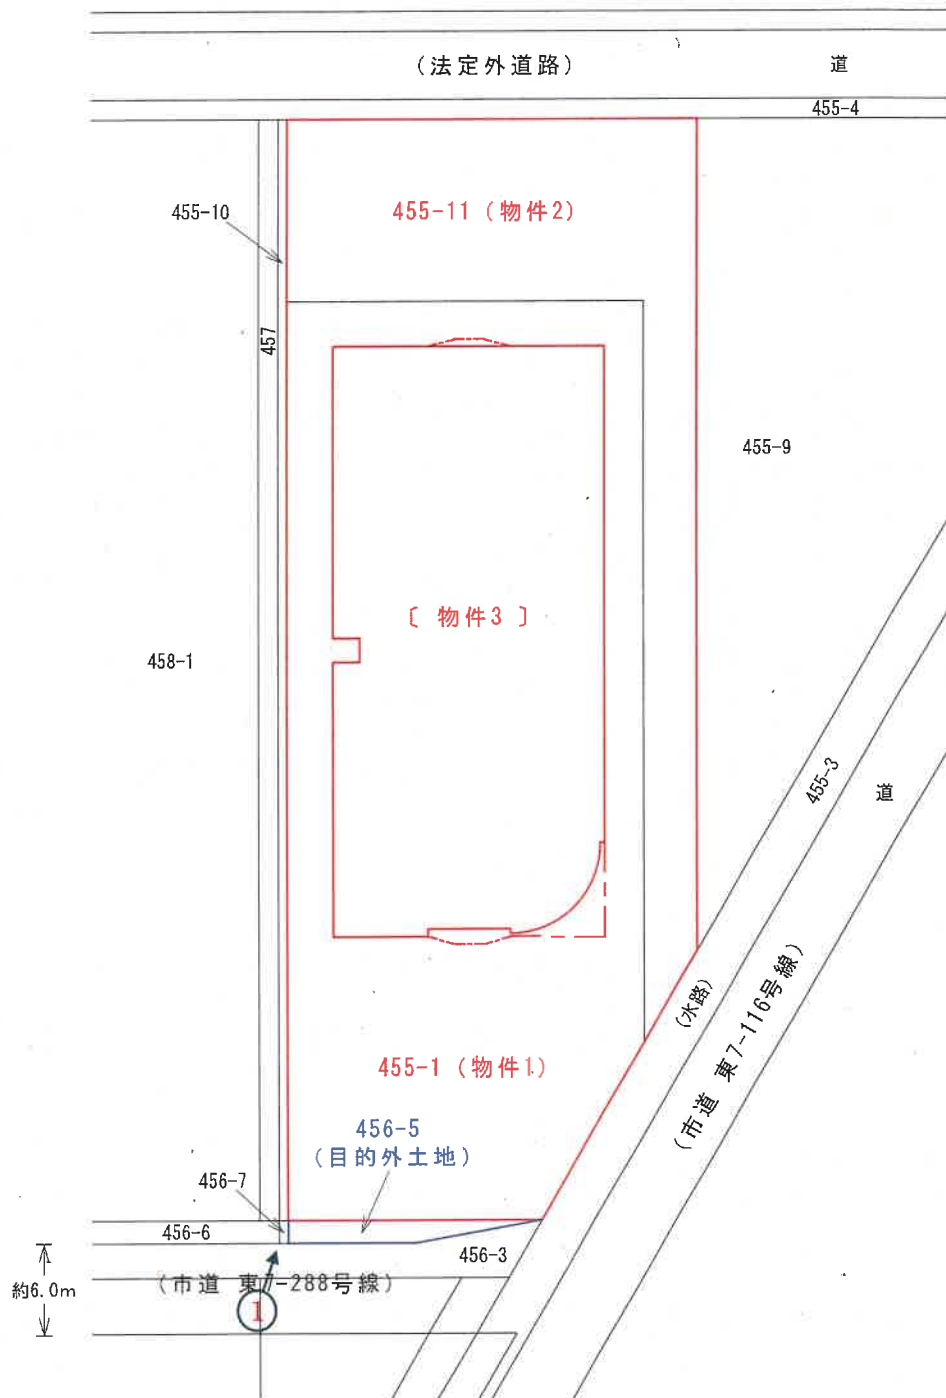 (法定外道路)
道
455-4
455-10
455-11 (物件2)
457
455-9
〔 物件3 〕
458-1
455-3
道
(水路)
(市道 東7-116号線)
455-1 (物件1)
456-5
(目的外土地)
456-7
456-6
456-3
(市道 東7-288号線)
約6.0m
1